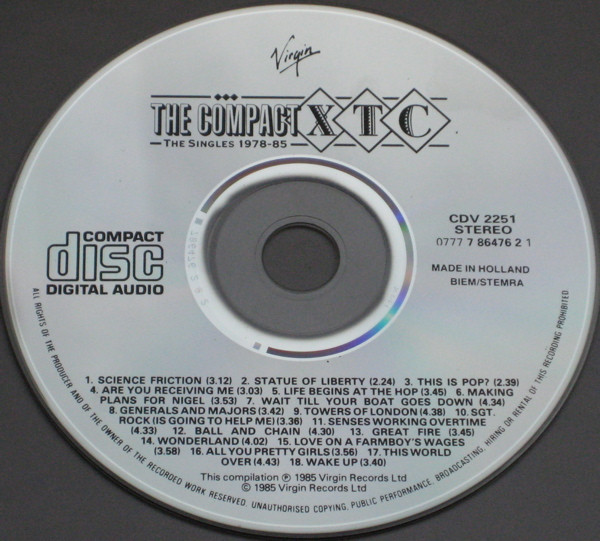 Virgin
THE COMPACT XTC
THE SINGLES 1978-85
COMPACT
disc
DIGITAL AUDIO
CDV 2251
STEREO
0777 7 86476 2 1
MADE IN HOLLAND
BIEM/STEMRA
1. SCIENCE FRICTION (3.12) 2. STATUE OF LIBERTY (2.24) 3. THIS IS POP? (2.39)
4. ARE YOU RECEIVING ME (3.03) 5. LIFE BEGINS AT THE HOP (3.45) 6. MAKING
PLANS FOR NIGEL (3.53) 7. WAIT TILL YOUR BOAT GOES DOWN (4.34)
8. GENERALS AND MAJORS (3.42) 9. TOWERS OF LONDON (4.38) 10. SGT.
ROCK (IS GOING TO HELP ME) (3.36) 11. SENSES WORKING OVERTIME
(4.33) 12. BALL AND CHAIN (4.30) 13. GREAT FIRE (3.45)
14. WONDERLAND (4.02) 15. LOVE ON A FARMBOY'S WAGES
(3.58) 16. ALL YOU PRETTY GIRLS (3.56) 17. THIS WORLD
OVER (4.43) 18. WAKE UP (3.40)
This compilation ℗ 1985 Virgin Records Ltd
© 1985 Virgin Records Ltd
ALL RIGHTS OF THE PRODUCER AND OF THE OWNER OF THE RECORDED WORK RESERVED. UNAUTHORISED COPYING, PUBLIC PERFORMANCE, BROADCASTING, HIRING OR RENTAL OF THIS RECORDING PROHIBITED